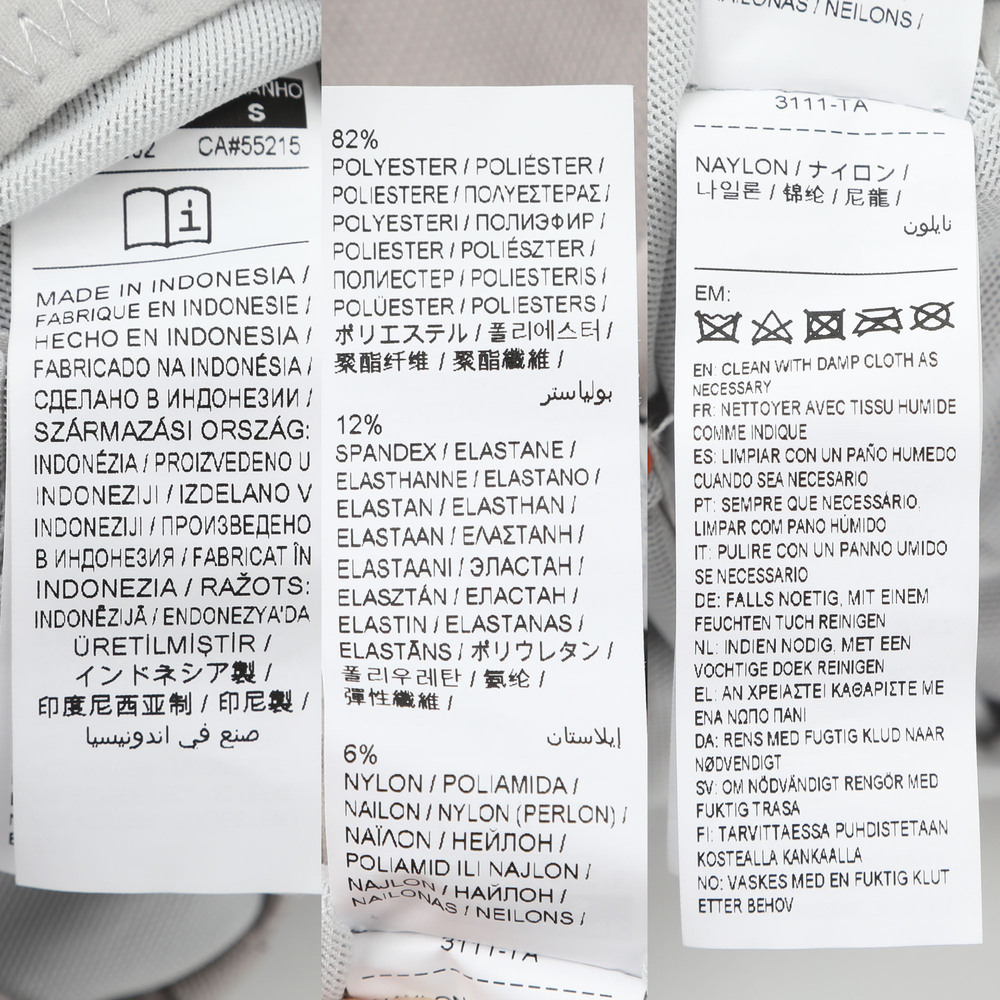 S
CA#55215
MADE IN INDONESIA /
FABRIQUE EN INDONESIE /
HECHO EN INDONESIA /
FABRICADO NA INDONÉSIA /
СДЕЛАНО В ИНДОНЕЗИИ /
SZÁRMAZÁSI ORSZÁG:
INDONÉZIA / PROIZVEDENO U
INDONEZIJI / IZDELANO V
INDONEZIJI / ПРОИЗВЕДЕНО
В ИНДОНЕЗИЯ / FABRICAT ÎN
INDONEZIA / RAŽOTS:
INDONĒZIJĀ / ENDONEZYA'DA
ÜRETİLMİŞTİR /
インドネシア製 /
印度尼西亚制 / 印尼製 /
صنع في اندونيسيا
82%
POLYESTER / POLIÉSTER /
POLIESTERE / ΠΟΛΥΕΣΤΕΡΑΣ /
POLYESTERI / ПОЛИЭФИР /
POLIESTER / POLIÉSZTER /
ПОЛИЕСТЕР / POLIESTERIS /
POLÜESTER / POLIESTERS /
ポリエステル / 폴리에스터 /
聚酯纤维 / 聚酯纖維 /
بولياستر
12%
SPANDEX / ELASTANE /
ELASTHANNE / ELASTANO /
ELASTAN / ELASTHAN /
ELASTAAN / ΕΛΑΣΤΑΝΗ /
ELASTAANI / ЭЛАСТАН /
ELASZTÁN / ЕЛАСТАН /
ELASTIN / ELASTANAS /
ELASTĀNS / ポリウレタン /
폴리우레탄 / 氨纶 /
彈性纖維 /
إيلاستان
6%
NYLON / POLIAMIDA /
NAILON / NYLON (PERLON) /
ΝΑΪΛΟΝ / НЕЙЛОН /
POLIAMID ILI NAJLON /
NAJLON / НАЙЛОН /
NAILONAS / NEILONS /
3111-1A
NAILONAS / NEILONS /
3111-1A
NAYLON / ナイロン /
나일론 / 锦纶 / 尼龍 /
نايلون
EM:
EN: CLEAN WITH DAMP CLOTH AS
NECESSARY
FR: NETTOYER AVEC TISSU HUMIDE
COMME INDIQUE
ES: LIMPIAR CON UN PAÑO HUMEDO
CUANDO SEA NECESARIO
PT: SEMPRE QUE NECESSÁRIO,
LIMPAR COM PANO HÚMIDO
IT: PULIRE CON UN PANNO UMIDO
SE NECESSARIO
DE: FALLS NOETIG, MIT EINEM
FEUCHTEN TUCH REINIGEN
NL: INDIEN NODIG, MET EEN
VOCHTIGE DOEK REINIGEN
EL: ΑΝ ΧΡΕΙΑΣΤΕΙ ΚΑΘΑΡΙΣΤΕ ΜΕ
ΕΝΑ ΝΩΠΟ ΠΑΝΙ
DA: RENS MED FUGTIG KLUD NAAR
NØDVENDIGT
SV: OM NÖDVÄNDIGT RENGÖR MED
FUKTIG TRASA
FI: TARVITTAESSA PUHDISTETAAN
KOSTEALLA KANKAALLA
NO: VASKES MED EN FUKTIG KLUT
ETTER BEHOV